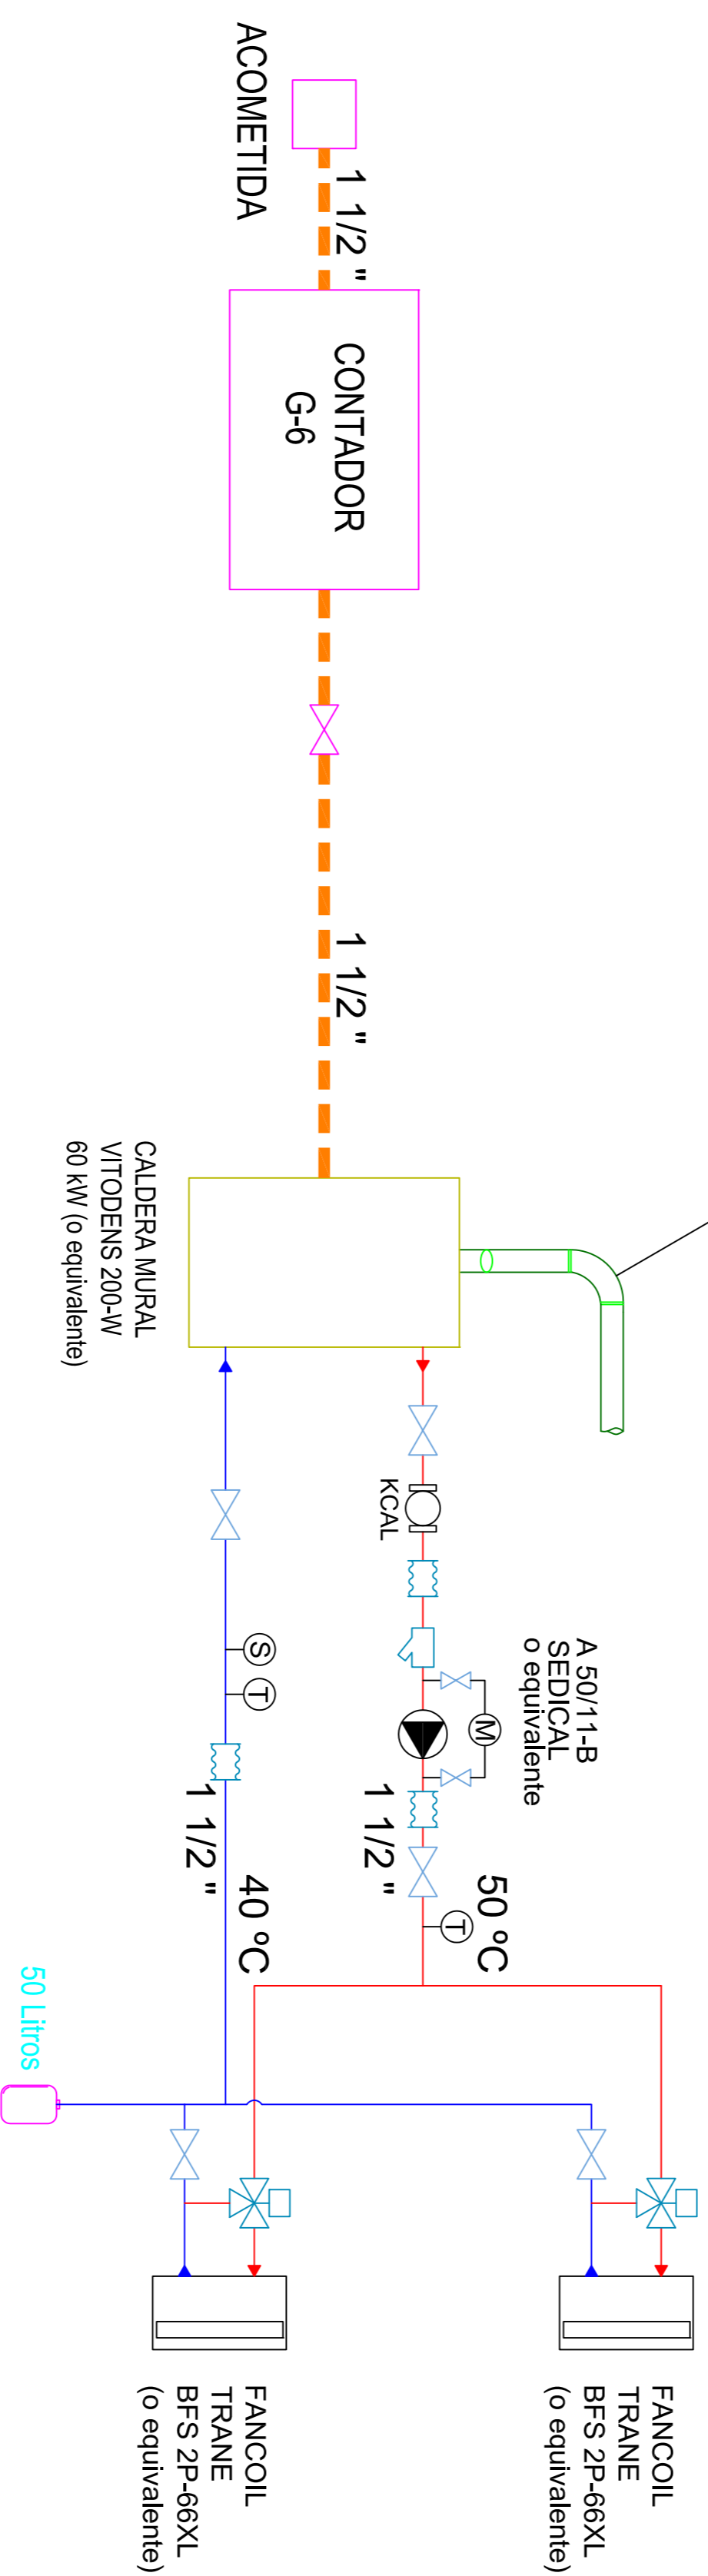 ACOMETIDA
1 1/2 "
CONTADOR
G-6
1 1/2 "
CALDERA MURAL
VITODENS 200-W
60 kW (o equivalente)
KCAL
A 50/11-B
SEDICAL
o equivalente
M
S
T
1 1/2 "
1 1/2 "
50 ºC
T
40 ºC
50 Litros
FANCOIL
TRANE
BFS 2P-66XL
(o equivalente)
FANCOIL
TRANE
BFS 2P-66XL
(o equivalente)